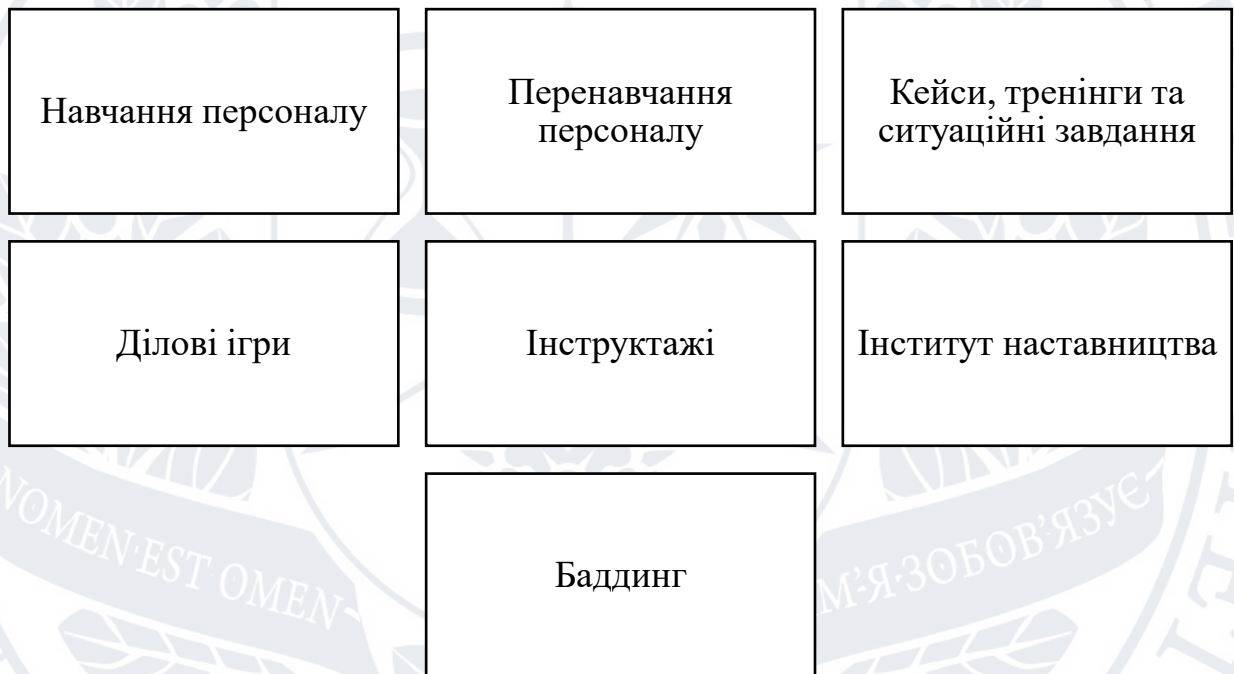 Навчання персоналу
Перенавчання
персоналу
Кейси, тренінги та
ситуаційні завдання
Ділові ігри
Інструктажі
Інститут наставництва
Баддинг
NOMEN·EST OMEN
М'Я·ЗОБОВ'ЯЗУЄ